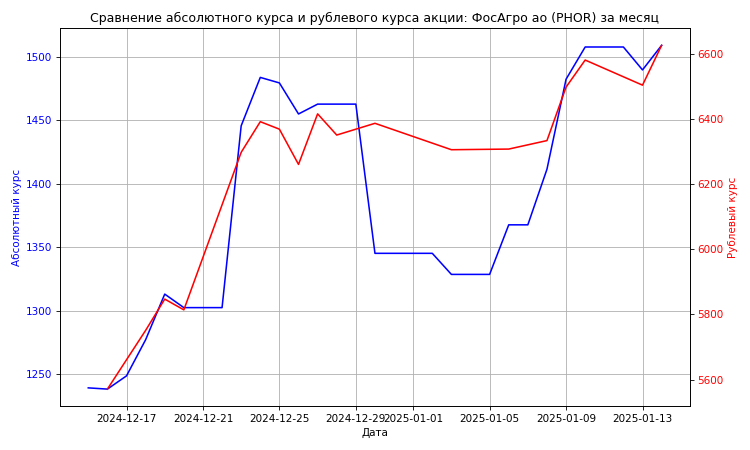 Сравнение абсолютного курса и рублевого курса акции: ФосАгро ао (PHOR) за месяц
1500
1450
1400
1350
1300
1250
Абсолютный курс
6600
6400
6200
6000
5800
5600
Рублевый курс
2024-12-17 2024-12-21 2024-12-25 2024-12-29 2025-01-01 2025-01-05 2025-01-09 2025-01-13
Дата